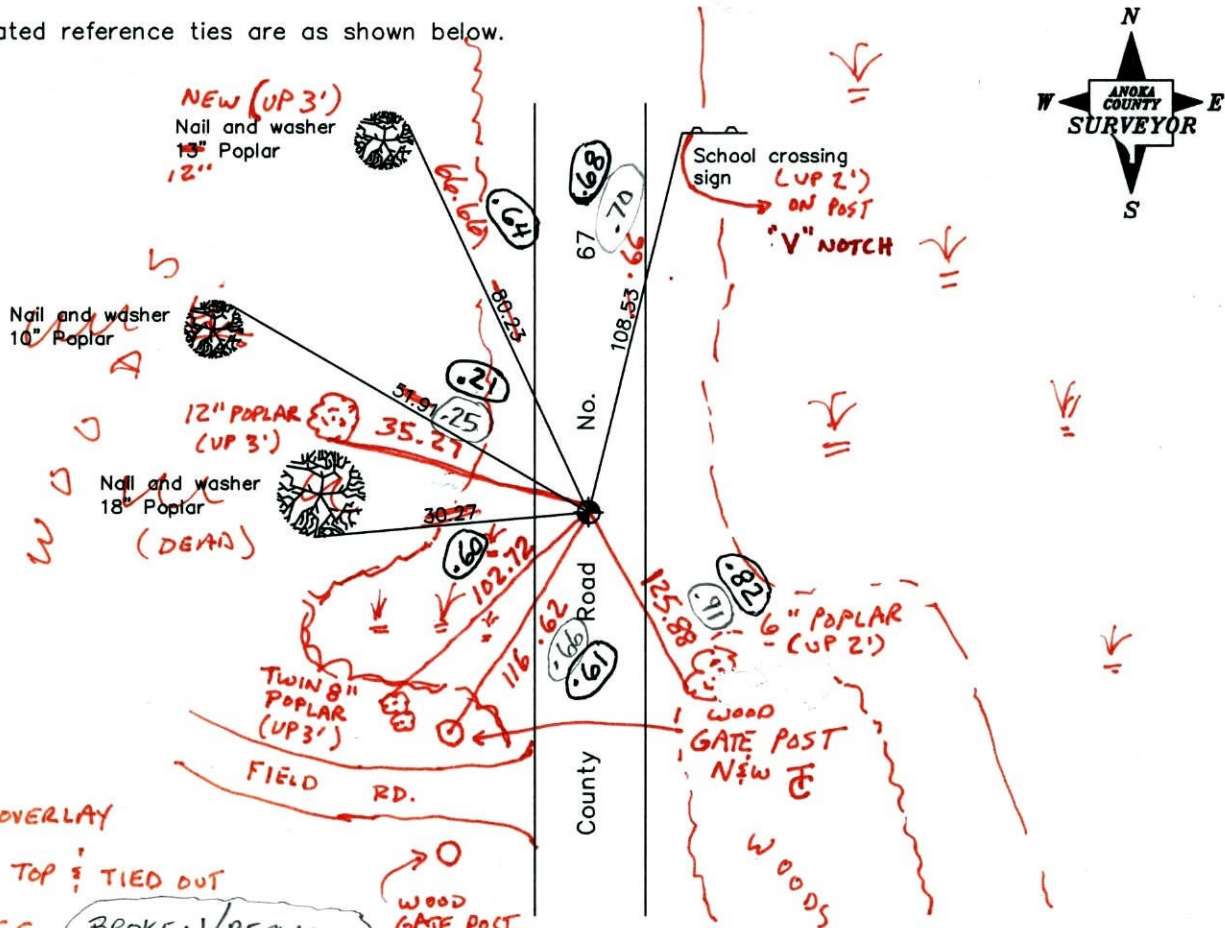 ated reference ties are as shown below.
N
W
E
ANOKA
COUNTY
SURVEYOR
S
NEW (UP 3')
Nail and washer
13" Poplar
12"
66.66
.64
80.23
67
.68
.70
.66
108.53
School crossing
sign
(UP 2')
ON POST
"V" NOTCH
Nail and washer
10" Poplar
51.91
.21
.25
No.
12" POPLAR
(UP 3')
35.27
Nail and washer
18" Poplar
(DEAD)
30.27
.60
WOODS
102.72
116.62
.66
.61
Road
125.88
.91
.82
6" POPLAR
(UP 2')
TWIN 8"
POPLAR
(UP 3')
WOOD
GATE POST
N&W
FIELD RD.
County
OVERLAY
TOP & TIED OUT
WOOD
GATE POST
WOODS